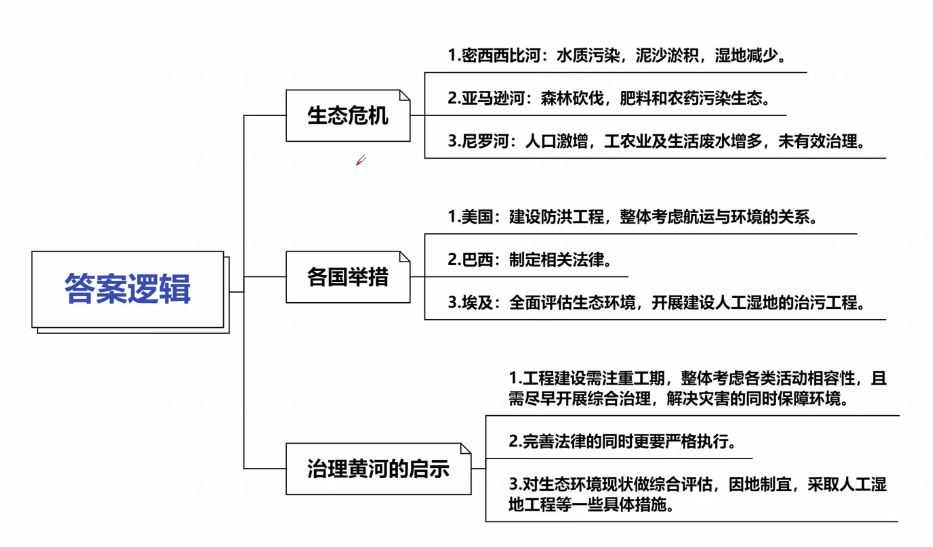 答案逻辑
生态危机
1.密西西比河：水质污染，泥沙淤积，湿地减少。
2.亚马逊河：森林砍伐，肥料和农药污染生态。
3.尼罗河：人口激增，工农业及生活废水增多，未有效治理。
各国举措
1.美国：建设防洪工程，整体考虑航运与环境的关系。
2.巴西：制定相关法律。
3.埃及：全面评估生态环境，开展建设人工湿地的治污工程。
治理黄河的启示
1.工程建设需注重工期，整体考虑各类活动相容性，且
需尽早开展综合治理，解决灾害的同时保障环境。
2.完善法律的同时更要严格执行。
3.对生态环境现状做综合评估，因地制宜，采取人工湿
地工程等一些具体措施。